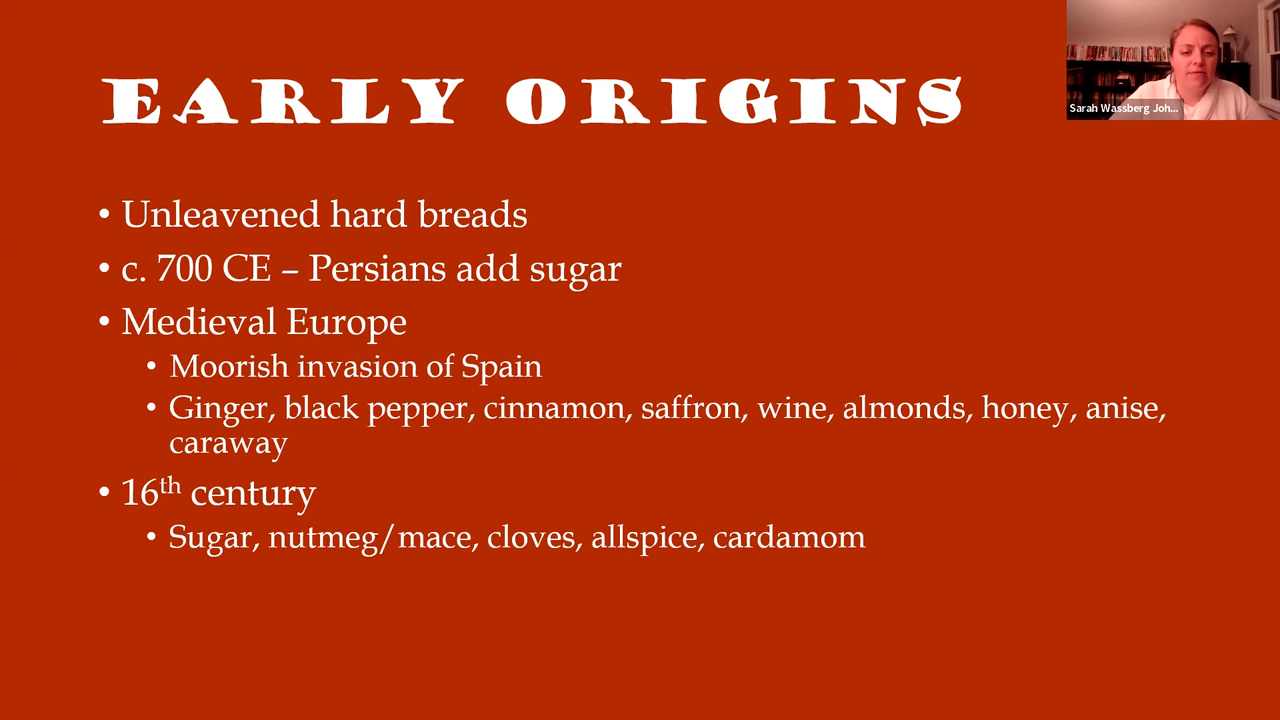 EARLY ORIGINS
Sarah Wassberg Joh...
• Unleavened hard breads
• c. 700 CE – Persians add sugar
• Medieval Europe
• Moorish invasion of Spain
• Ginger, black pepper, cinnamon, saffron, wine, almonds, honey, anise,
caraway
• 16th century
• Sugar, nutmeg/mace, cloves, allspice, cardamom